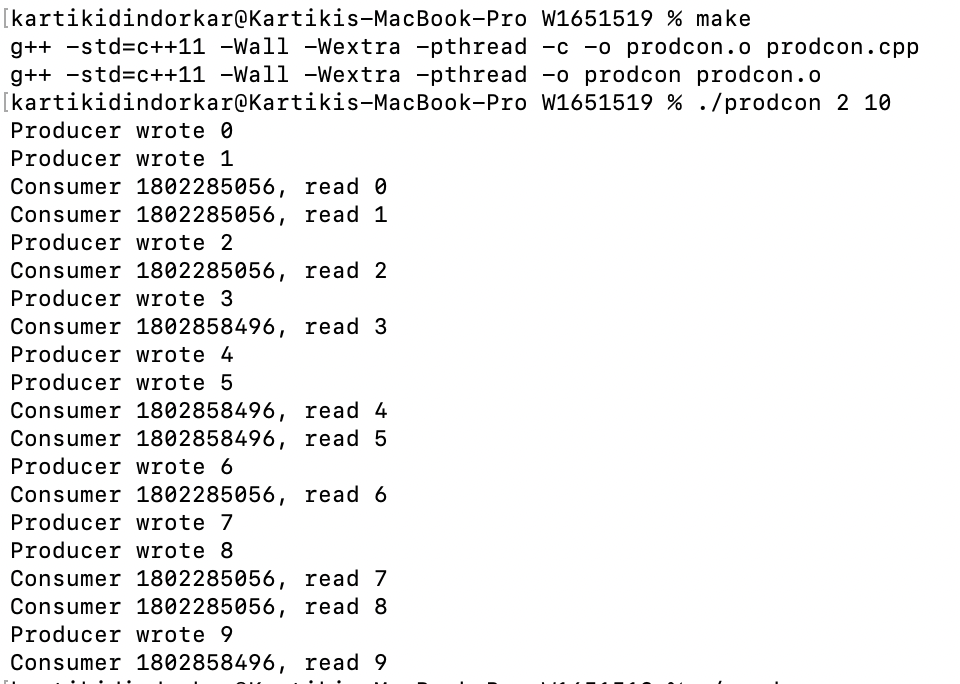 [kartikidindorkar@Kartikis-MacBook-Pro W1651519 % make
g++ -std=c++11 -Wall -Wextra -pthread -c -o prodcon.o prodcon.cpp
g++ -std=c++11 -Wall -Wextra -pthread -o prodcon prodcon.o
[kartikidindorkar@Kartikis-MacBook-Pro W1651519 % ./prodcon 2 10
Producer wrote 0
Producer wrote 1
Consumer 1802285056, read 0
Consumer 1802285056, read 1
Producer wrote 2
Consumer 1802285056, read 2
Producer wrote 3
Consumer 1802858496, read 3
Producer wrote 4
Producer wrote 5
Consumer 1802858496, read 4
Consumer 1802858496, read 5
Producer wrote 6
Consumer 1802285056, read 6
Producer wrote 7
Producer wrote 8
Consumer 1802285056, read 7
Consumer 1802285056, read 8
Producer wrote 9
Consumer 1802858496, read 9